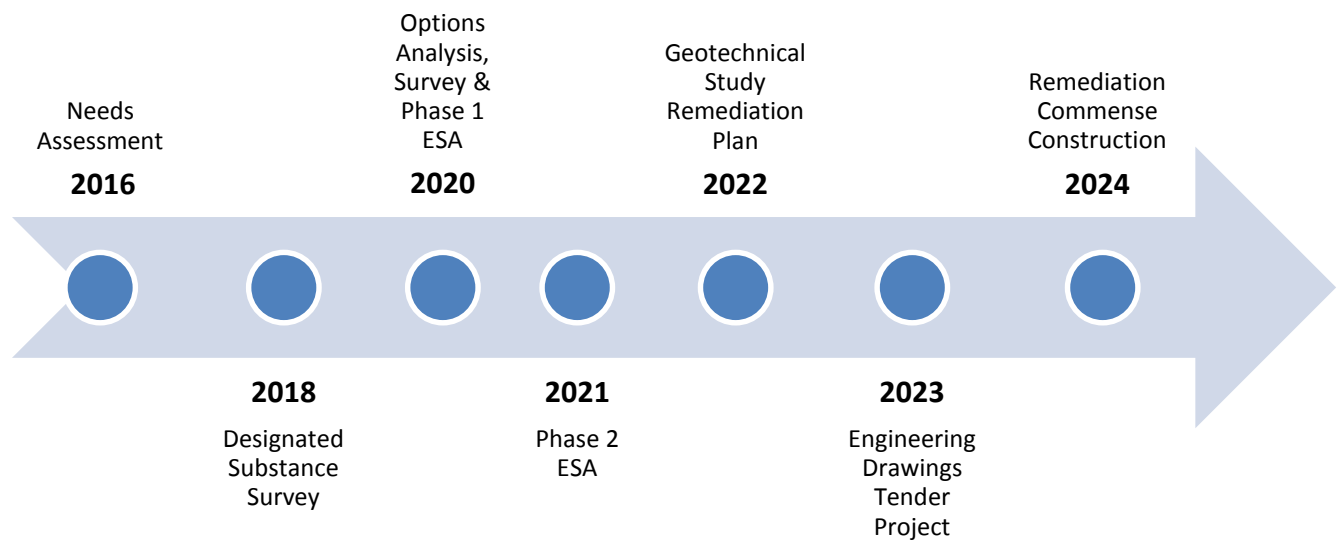 Needs
Assessment
2016
2018
Designated
Substance
Survey
Options
Analysis,
Survey &
Phase 1
ESA
2020
2021
Phase 2
ESA
Geotechnical
Study
Remediation
Plan
2022
2023
Engineering
Drawings
Tender
Project
Remediation
Commense
Construction
2024